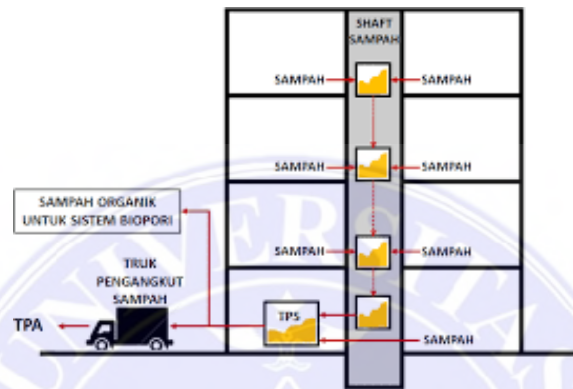 SHAFT
SAMPAH
SAMPAH
SAMPAH
SAMPAH
SAMPAH
SAMPAH ORGANIK
UNTUK SISTEM BIOPORI
SAMPAH
SAMPAH
TRUK
PENGANGKUT
SAMPAH
TPS
TPA
SAMPAH
UNIVERSITAS